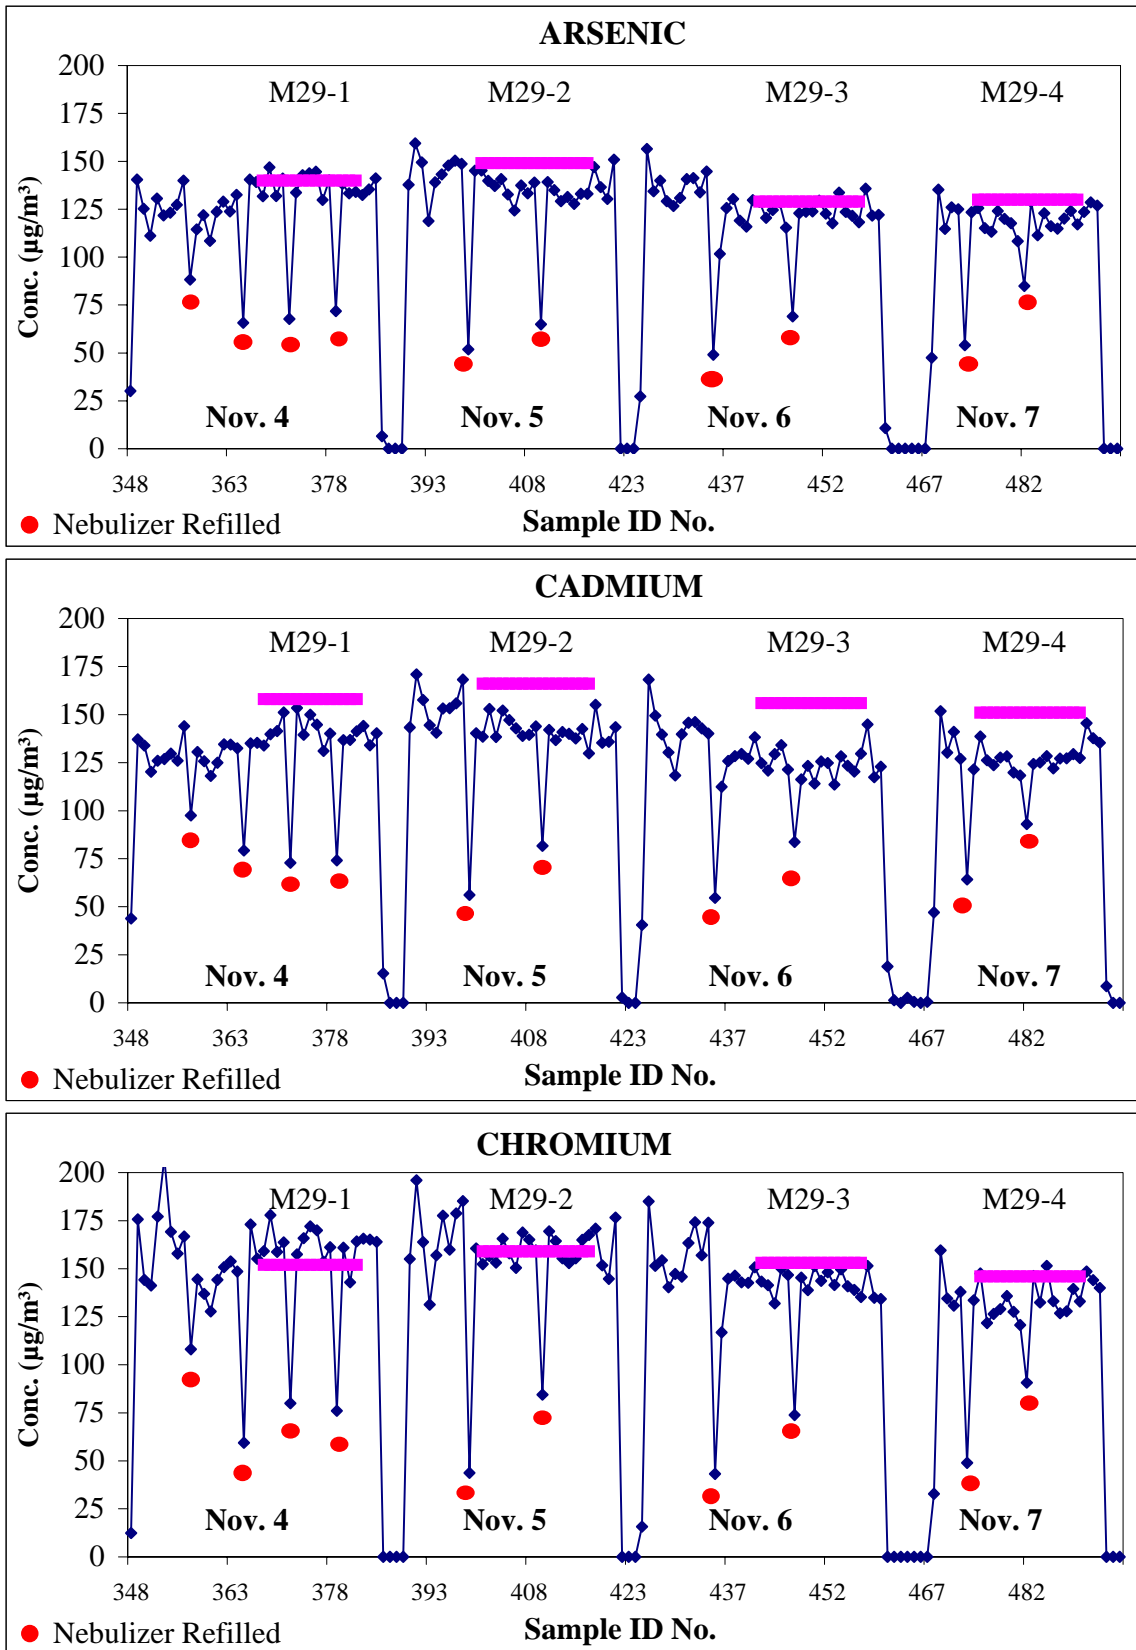 ARSENIC
M29-1 M29-2 M29-3 M29-4
200
175
150
125
100
75
50
25
0
Conc. (µg/m³)
Nov. 4 Nov. 5 Nov. 6 Nov. 7
348 363 378 393 408 423 437 452 467 482
Nebulizer Refilled Sample ID No.
CADMIUM
M29-1 M29-2 M29-3 M29-4
200
175
150
125
100
75
50
25
0
Conc. (µg/m³)
Nov. 4 Nov. 5 Nov. 6 Nov. 7
348 363 378 393 408 423 437 452 467 482
Nebulizer Refilled Sample ID No.
CHROMIUM
M29-1 M29-2 M29-3 M29-4
200
175
150
125
100
75
50
25
0
Conc. (µg/m³)
Nov. 4 Nov. 5 Nov. 6 Nov. 7
348 363 378 393 408 423 437 452 467 482
Nebulizer Refilled Sample ID No.